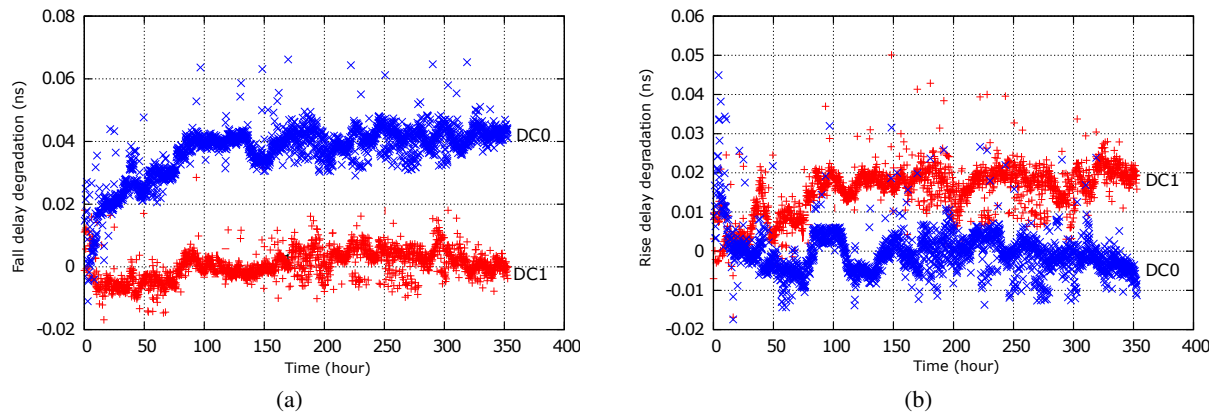 0.08
0.06
0.04
0.02
0
-0.02
Fall delay degradation (ns)
DC0
DC1
0 50 100 150 200 250 300 350 400
Time (hour)
(a)
0.06
0.05
0.04
0.03
0.02
0.01
0
-0.01
-0.02
Rise delay degradation (ns)
DC1
DC0
0 50 100 150 200 250 300 350 400
Time (hour)
(b)